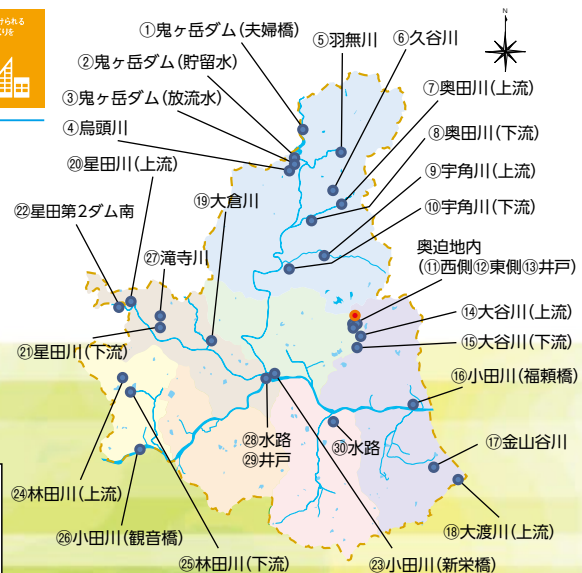 けられる
くりを
①鬼ヶ岳ダム(夫婦橋)
②鬼ヶ岳ダム(貯留水)
③鬼ヶ岳ダム(放流水)
④烏頭川
⑤羽無川
⑥久谷川
⑦奥田川(上流)
⑧奥田川(下流)
⑨宇角川(上流)
⑩宇角川(下流)
奥迫地内
(⑪西側⑫東側⑬井戸)
⑭大谷川(上流)
⑮大谷川(下流)
⑯小田川(福頼橋)
⑰金山谷川
⑱大渡川(上流)
⑲大倉川
⑳星田川(上流)
㉒星田第2ダム南
㉗滝寺川
㉑星田川(下流)
㉘水路
㉙井戸
㉚水路
㉔林田川(上流)
㉖小田川(観音橋)
㉕林田川(下流)
㉓小田川(新栄橋)
N